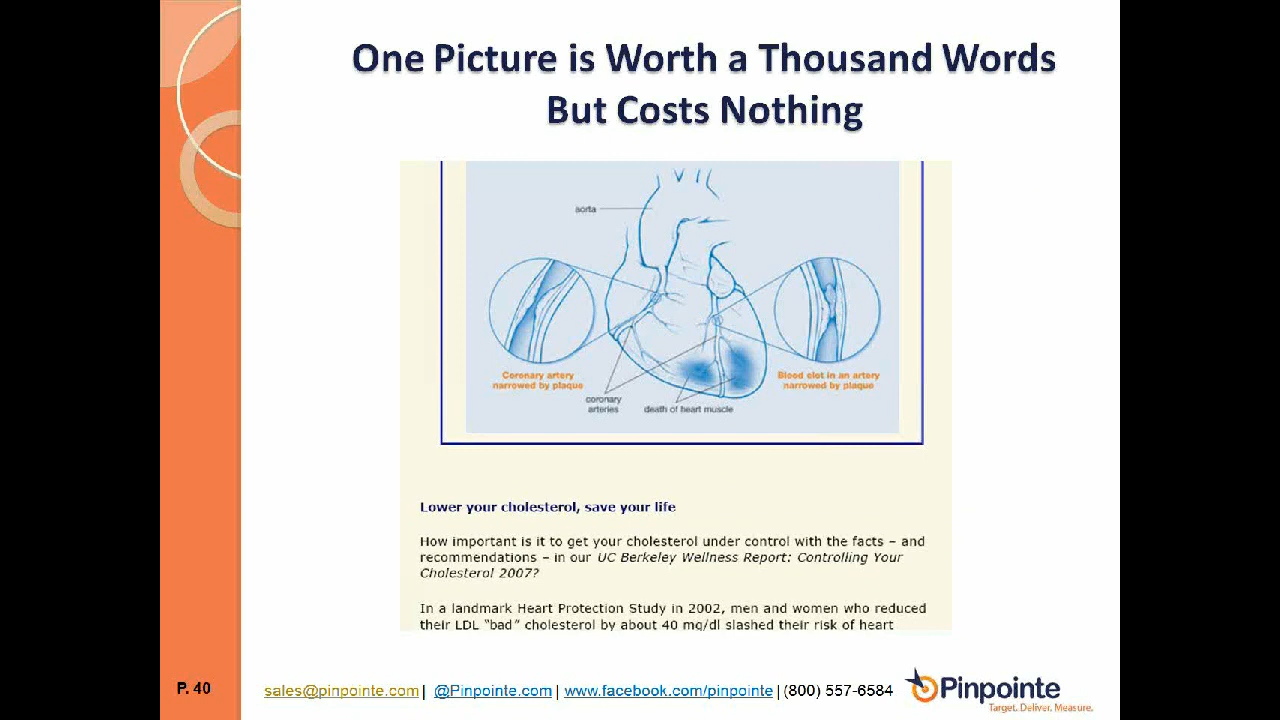 One Picture is Worth a Thousand Words
But Costs Nothing
aorta
Coronary artery
narrowed by plaque
Blood clot in an artery
narrowed by plaque
coronary
arteries
death of heart muscle
Lower your cholesterol, save your life
How important is it to get your cholesterol under control with the facts – and
recommendations – in our UC Berkeley Wellness Report: Controlling Your
Cholesterol 2007?
In a landmark Heart Protection Study in 2002, men and women who reduced
their LDL “bad” cholesterol by about 40 mg/dl slashed their risk of heart
P. 40
sales@pinpointe.com | @Pinpointe.com | www.facebook.com/pinpointe | (800) 557-6584
Pinpointe
Target. Deliver. Measure.